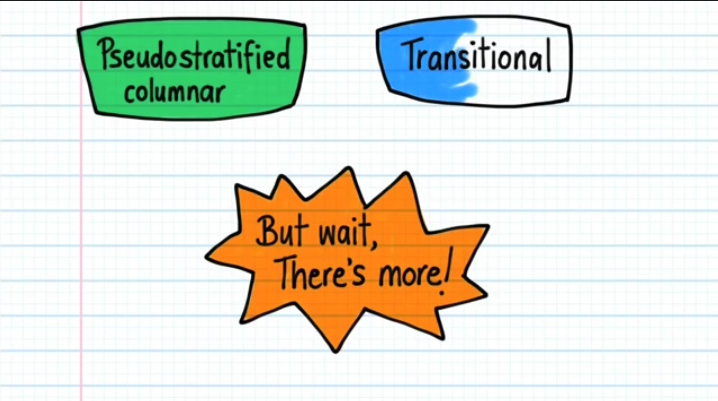 Pseudostratified
columnar
Transitional
But wait,
There's more!